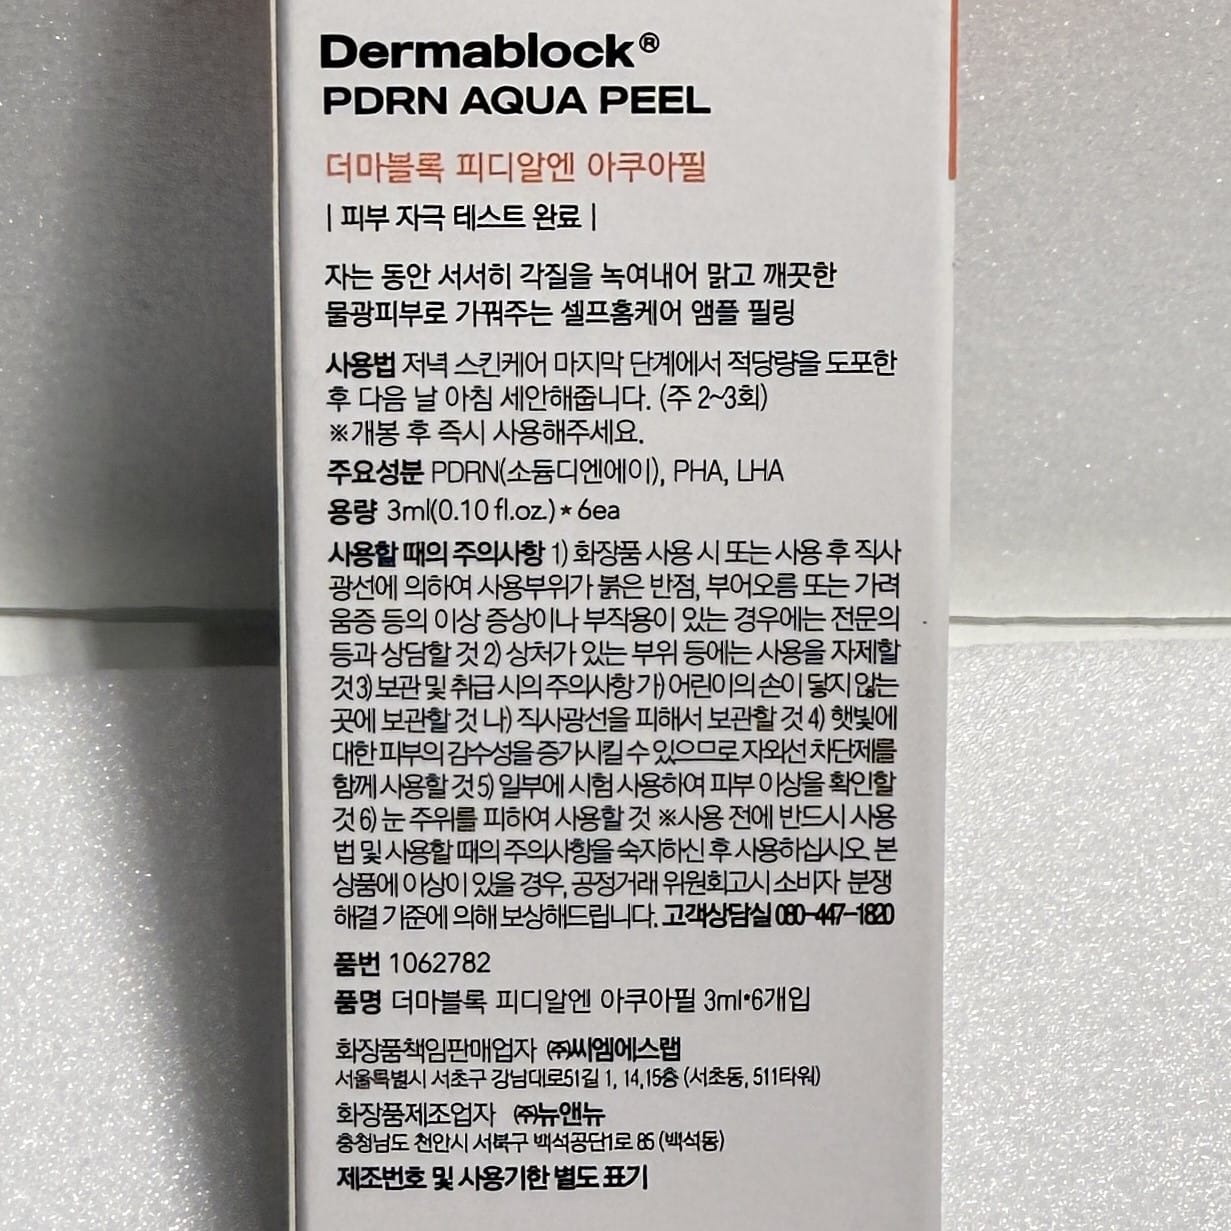 Dermablock®
PDRN AQUA PEEL
더마블록 피디알엔 아쿠아필
| 피부 자극 테스트 완료 |
자는 동안 서서히 각질을 녹여내어 맑고 깨끗한
물광피부로 가꿔주는 셀프홈케어 앰플 필링
사용법 저녁 스킨케어 마지막 단계에서 적당량을 도포한
후 다음 날 아침 세안해줍니다. (주 2~3회)
※개봉 후 즉시 사용해주세요.
주요성분 PDRN(소듐디엔에이), PHA, LHA
용량 3ml(0.10 fl.oz.)⋆6ea
사용할 때의 주의사항 1) 화장품 사용 시 또는 사용 후 직사
광선에 의하여 사용부위가 붉은 반점, 부어오름 또는 가려
움증 등의 이상 증상이나 부작용이 있는 경우에는 전문의
등과 상담할 것 2) 상처가 있는 부위 등에는 사용을 자제할
것 3) 보관 및 취급 시의 주의사항 가) 어린이의 손이 닿지 않는
곳에 보관할 것 나) 직사광선을 피해서 보관할 것 4) 햇빛에
대한 피부의 감수성을 증가시킬 수 있으므로 자외선 차단제를
함께 사용할 것 5) 일부에 시험 사용하여 피부 이상을 확인할
것 6) 눈 주위를 피하여 사용할 것 ※사용 전에 반드시 사용
법 및 사용할 때의 주의사항을 숙지하신 후 사용하십시오. 본
상품에 이상이 있을 경우, 공정거래 위원회고시 소비자 분쟁
해결 기준에 의해 보상해드립니다. 고객상담실 080-447-1820
품번 1062782
품명 더마블록 피디알엔 아쿠아필 3ml•6개입
화장품책임판매업자 ㈜씨엠에스랩
서울특별시 서초구 강남대로51길 1, 14,15층 (서초동, 511타워)
화장품제조업자 ㈜뉴앤뉴
충청남도 천안시 서북구 백석공단1로 85 (백석동)
제조번호 및 사용기한 별도 표기